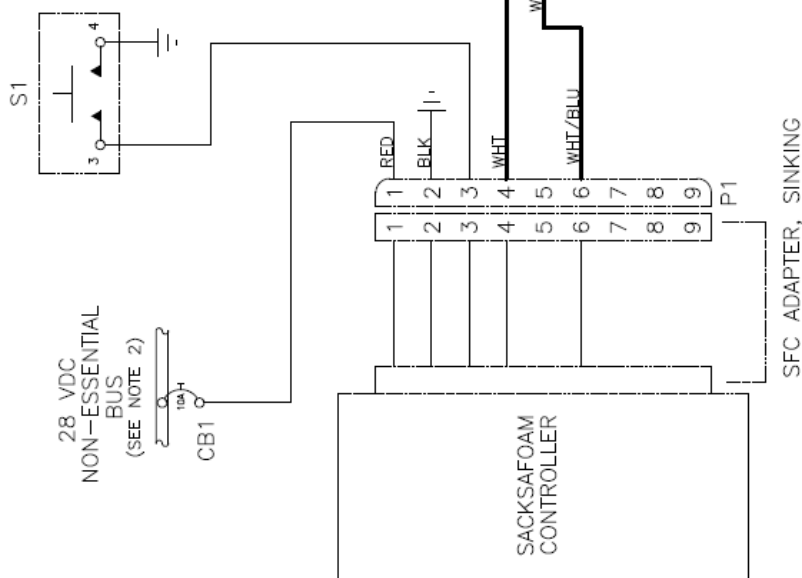 S1
4
3
W
RED
BLK
WHT
WHT/BLU
1 2 3 4 5 6 7 8 9
P1
1 2 3 4 5 6 7 8 9
SFC ADAPTER, SINKING
28 VDC
NON-ESSENTIAL
BUS
(SEE NOTE 2)
10A
CB1
SACKSAFOAM
CONTROLLER